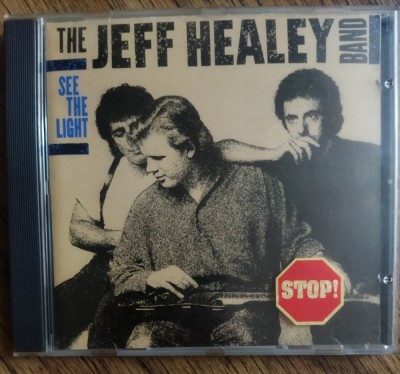 THE JEFF HEALEY BAND
SEE
THE
LIGHT
STOP!